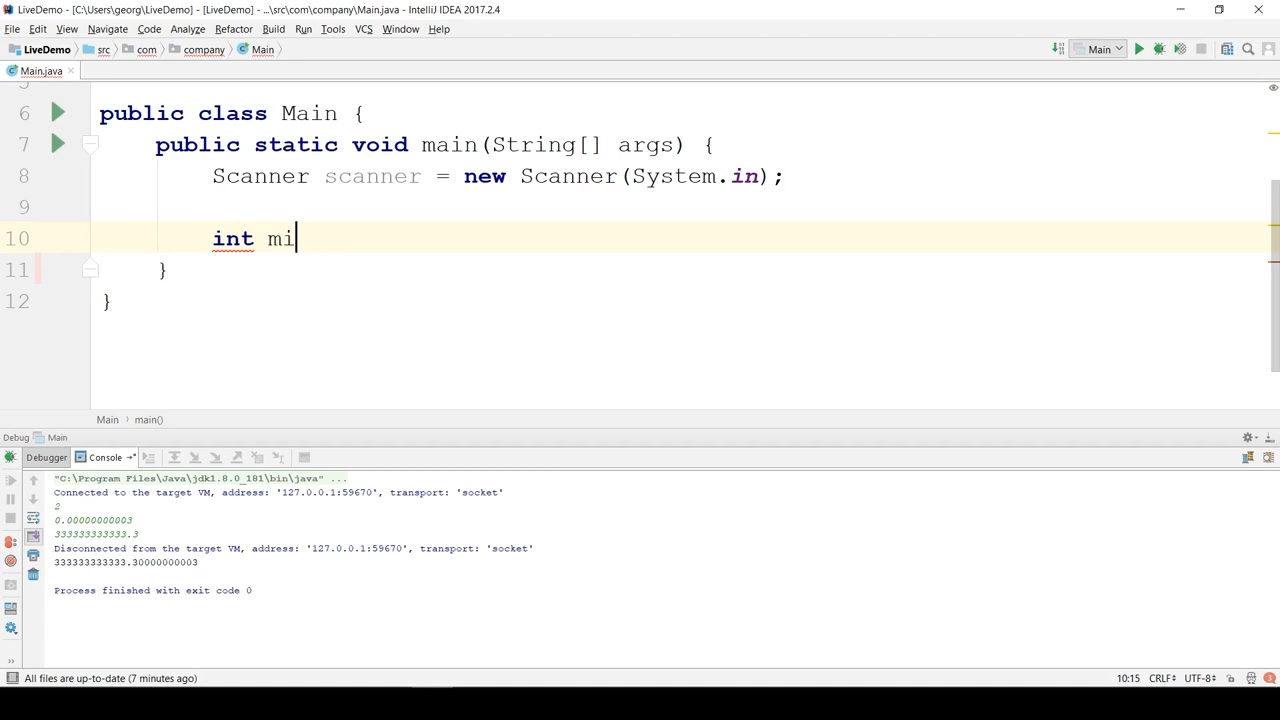 LiveDemo - [C:\Users\georg\LiveDemo] - [LiveDemo] - ...\src\com\company\Main.java - IntelliJ IDEA 2017.2.4
File Edit View Navigate Code Analyze Refactor Build Run Tools VCS Window Help
LiveDemo src com company Main Main
Main.java
5
6 public class Main {
7 public static void main(String[] args) {
8 Scanner scanner = new Scanner(System.in);
9
10 int mi
11 }
12 }
Main › main()
Debug Main
Debugger Console
"C:\Program Files\Java\jdk1.8.0_181\bin\java" ...
Connected to the target VM, address: '127.0.0.1:59670', transport: 'socket'
2
0.00000000003
333333333333.3
Disconnected from the target VM, address: '127.0.0.1:59670', transport: 'socket'
333333333333.30000000003
Process finished with exit code 0
All files are up-to-date (7 minutes ago) 10:15 CRLF UTF-8 3